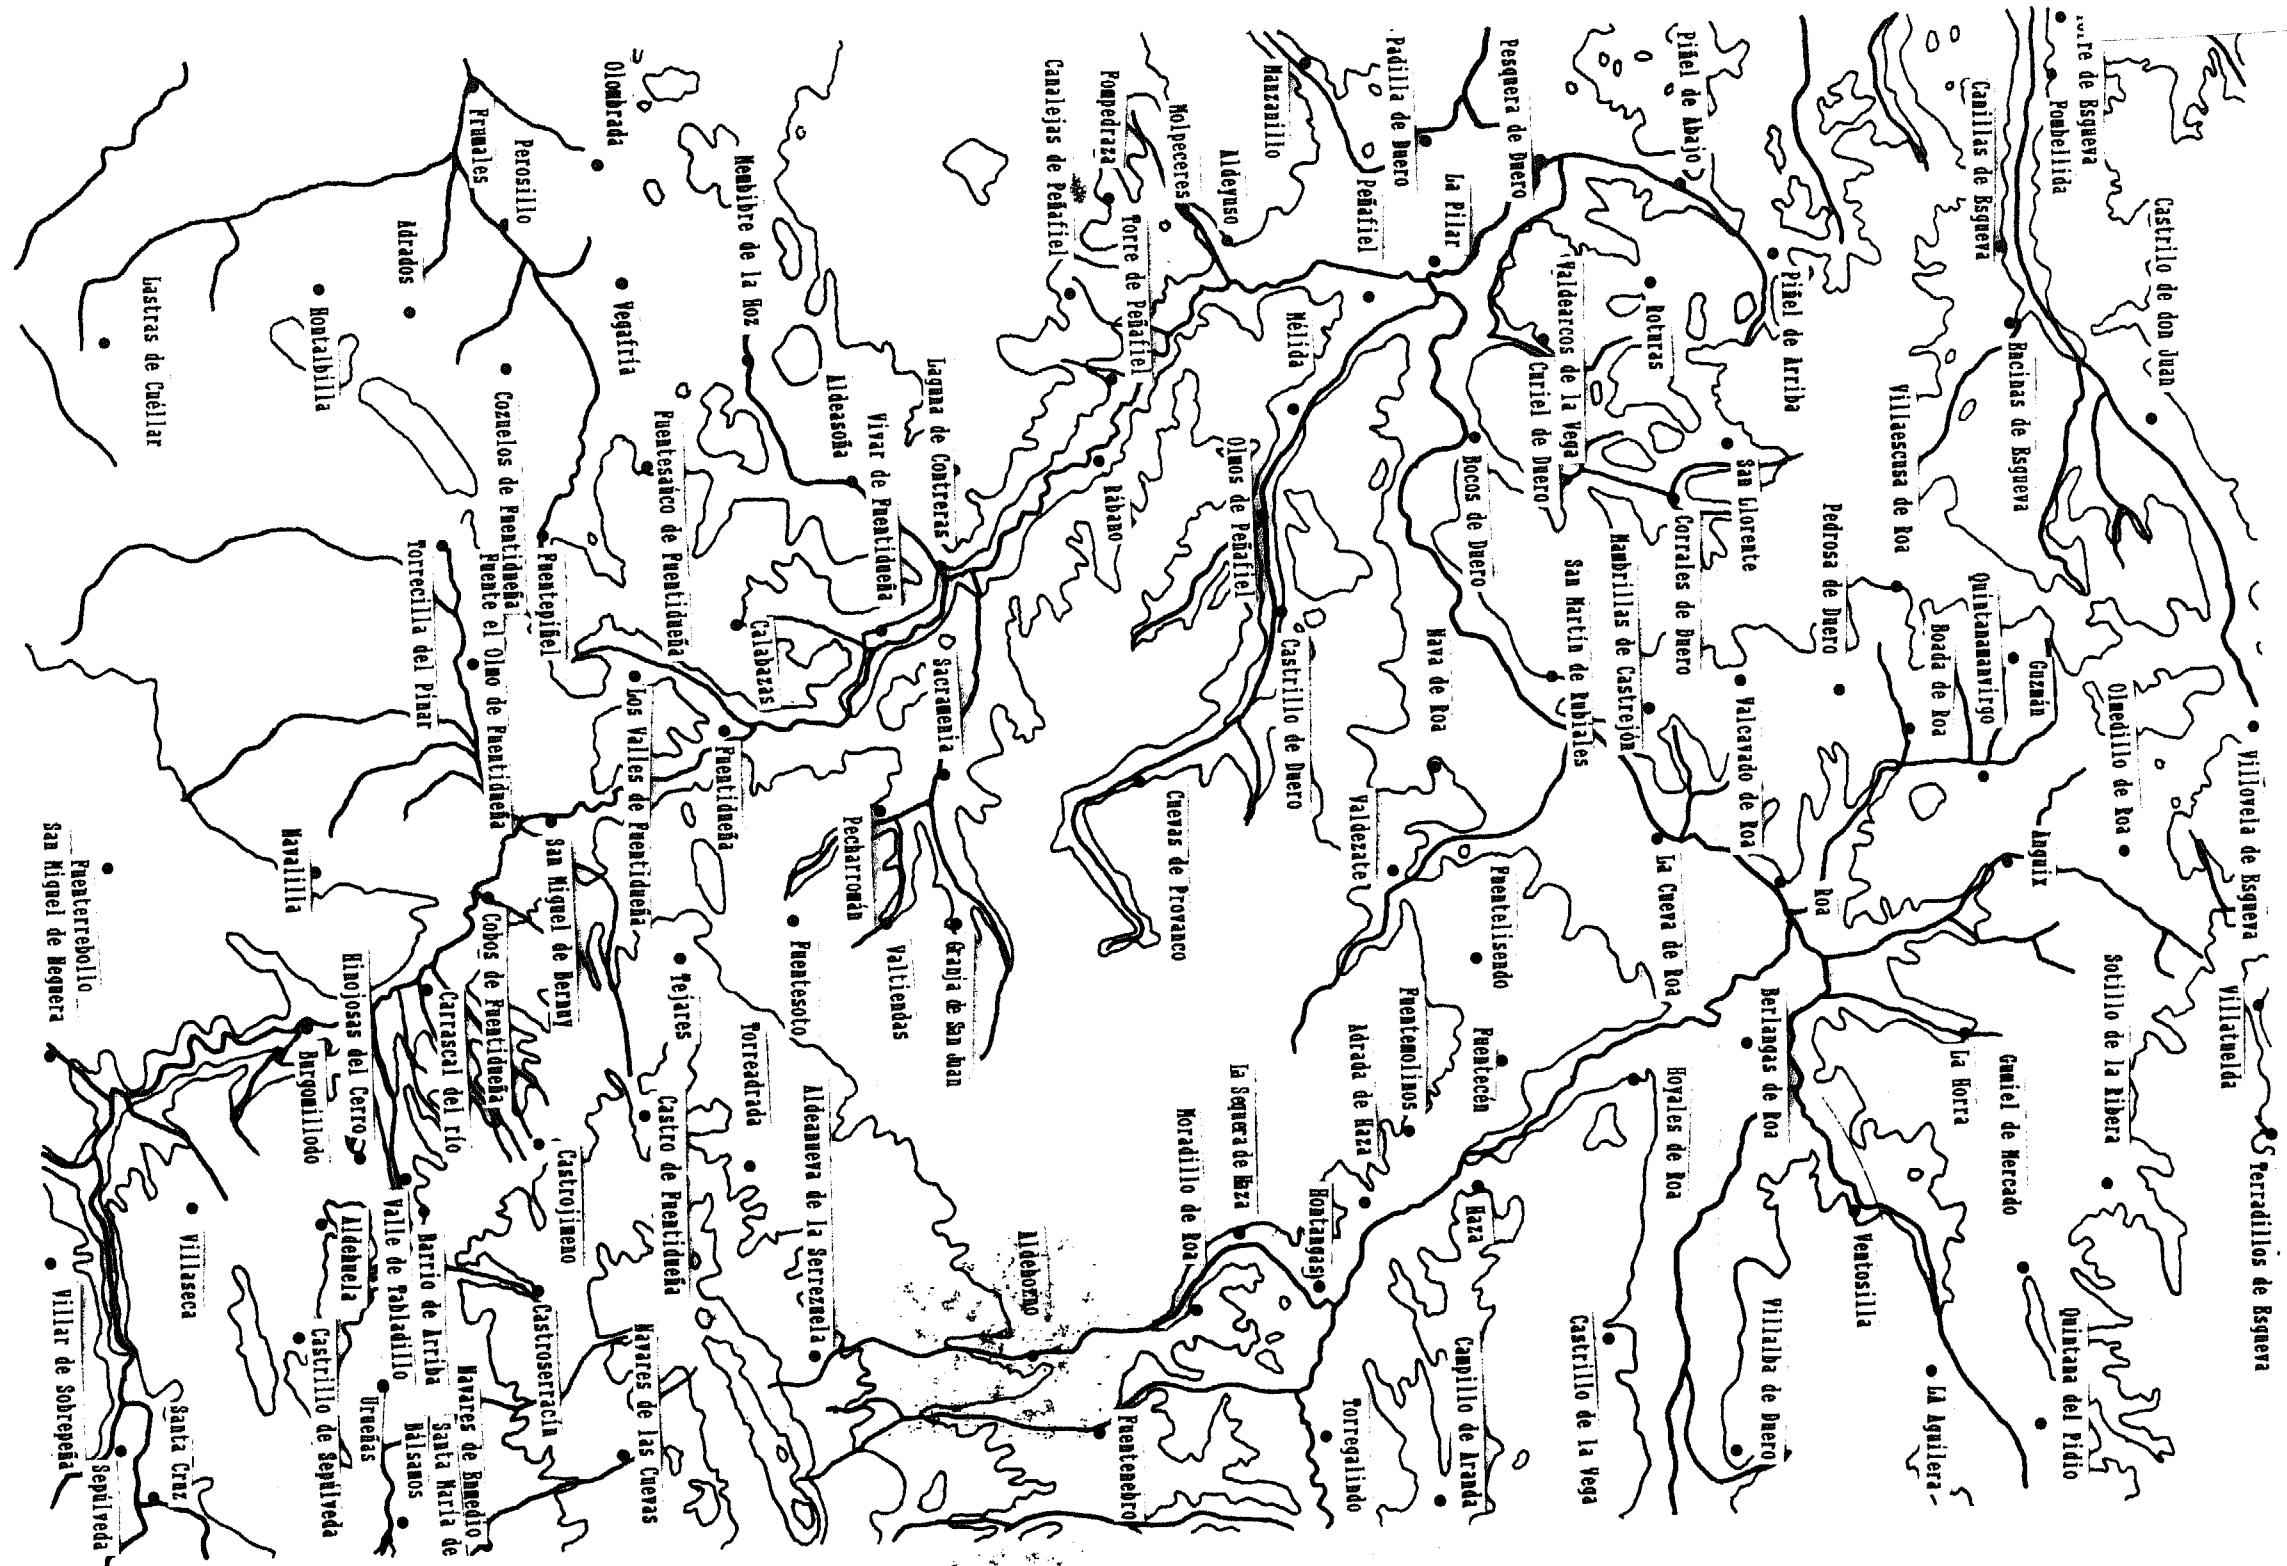 Torre de Esgueva
Pombelida
Castrilo de don Juan
Canillas de Esgueva
Encinas de Esgueva
Villovela de Esgueva
Villatuelda
Terradillos de Esgueva
Olmedillo de Roa
Sotillo de la Ribera
Guzmán
Anguix
Quintanamanvirgo
Boada de Roa
Villaescusa de Roa
Pedrosa de Duero
Gumiel de Mercado
Quintana del Pidio
La Horra
La Aguilera
Roa
Ventosilla
Piñel de Abajo
Piñel de Arriba
San Llorente
Valcavado de Roa
Berlangas de Roa
Villalba de Duero
Roturas
Corrales de Duero
La Cueva de Roa
Hoyales de Roa
Mambrillas de Castrejón
Valdearcos de la Vega
San Martín de Rubiales
Castrillo de la Vega
Pesquera de Duero
Curiel de Duero
Fuentelisendo
Fuentecén
Haza
La Pilar
Bocos de Duero
Nava de Roa
Campillo de Aranda
Padilla de Duero
Peñafiel
Valdezate
Fuentemolinos
Adrada de Haza
Hontangas
Torregalindo
Manzanillo
Mélida
Castrillo de Duero
Aldeyuso
Olmos de Peñafiel
La Sequera de Haza
Moradillo de Roa
Molpeceres
Torre de Peñafiel
Cuevas de Provanco
Pompedraza
Rábano
Fuentenebro
Canalejas de Peñafiel
Aldehorno
Laguna de Contreras
Sacramenia
Granja de San Juan
Vivar de Fuentidueña
Valtiendas
Aldeasoña
Pecharromán
Aldeanueva de la Serrezuela
Fuentesoto
Membibre de la Hoz
Calabazas
Fuentidueña
Torreadrada
Fuentesauco de Fuentidueña
Tejares
Castro de Fuentidueña
Olombrada
Vegafría
Los Valles de Fuentidueña
Navares de las Cuevas
Fuentepiñel
San Miguel de Bernuy
Castrojimeno
Castroserracín
Perosillo
Cozuelos de Fuentidueña
Fuente el Olmo de Fuentidueña
Cobos de Fuentidueña
Frumales
Navares de Enmedio
Santa María de
Carrascal del río
Barrio de Arriba
Adrados
Torrecilla del Pinar
Valle de Tabladillo
Bálsamos
Urueñas
Hinojosas del Cerro
Aldehuela
Hontalbilla
Navalilla
Burgomillodo
Castrillo de Sepúlveda
Lastras de Cuéllar
Villaseca
Santa Cruz
Fuenterrebollo
San Miguel de Neguera
Villar de Sobrepeña
Sepúlveda